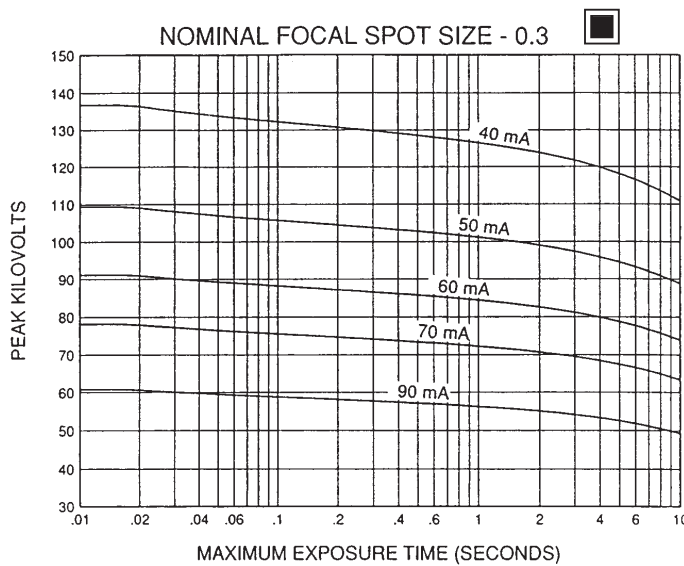 NOMINAL FOCAL SPOT SIZE - 0.3
150
140
130
120
110
100
90
80
70
60
50
40
30
PEAK KILOVOLTS
40 mA
50 mA
60 mA
70 mA
90 mA
.01 .02 .04 .06 .1 .2 .4 .6 1 2 4 6 10
MAXIMUM EXPOSURE TIME (SECONDS)